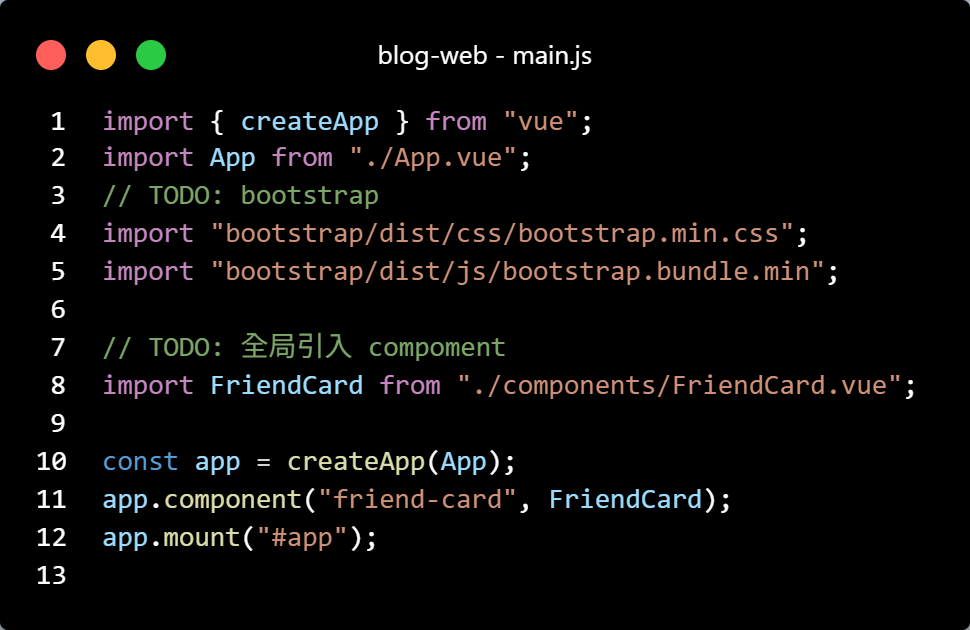 blog-web - main.js
1 import { createApp } from "vue";
2 import App from "./App.vue";
3 // TODO: bootstrap
4 import "bootstrap/dist/css/bootstrap.min.css";
5 import "bootstrap/dist/js/bootstrap.bundle.min";
6
7 // TODO: 全局引入 compoment
8 import FriendCard from "./components/FriendCard.vue";
9
10 const app = createApp(App);
11 app.component("friend-card", FriendCard);
12 app.mount("#app");
13